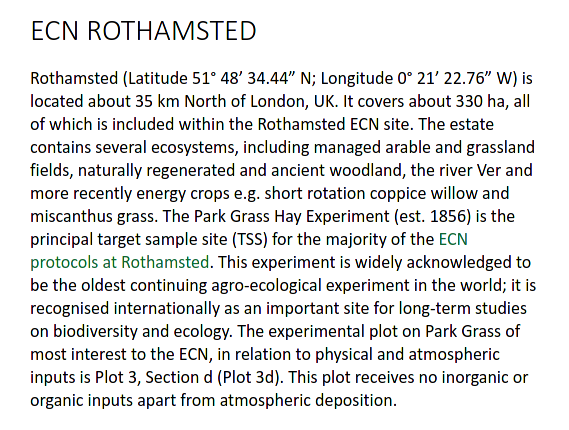 ECN ROTHAMSTED
Rothamsted (Latitude 51° 48′ 34.44″ N; Longitude 0° 21′ 22.76″ W) is
located about 35 km North of London, UK. It covers about 330 ha, all
of which is included within the Rothamsted ECN site. The estate
contains several ecosystems, including managed arable and grassland
fields, naturally regenerated and ancient woodland, the river Ver and
more recently energy crops e.g. short rotation coppice willow and
miscanthus grass. The Park Grass Hay Experiment (est. 1856) is the
principal target sample site (TSS) for the majority of the ECN
protocols at Rothamsted. This experiment is widely acknowledged to
be the oldest continuing agro-ecological experiment in the world; it is
recognised internationally as an important site for long-term studies
on biodiversity and ecology. The experimental plot on Park Grass of
most interest to the ECN, in relation to physical and atmospheric
inputs is Plot 3, Section d (Plot 3d). This plot receives no inorganic or
organic inputs apart from atmospheric deposition.